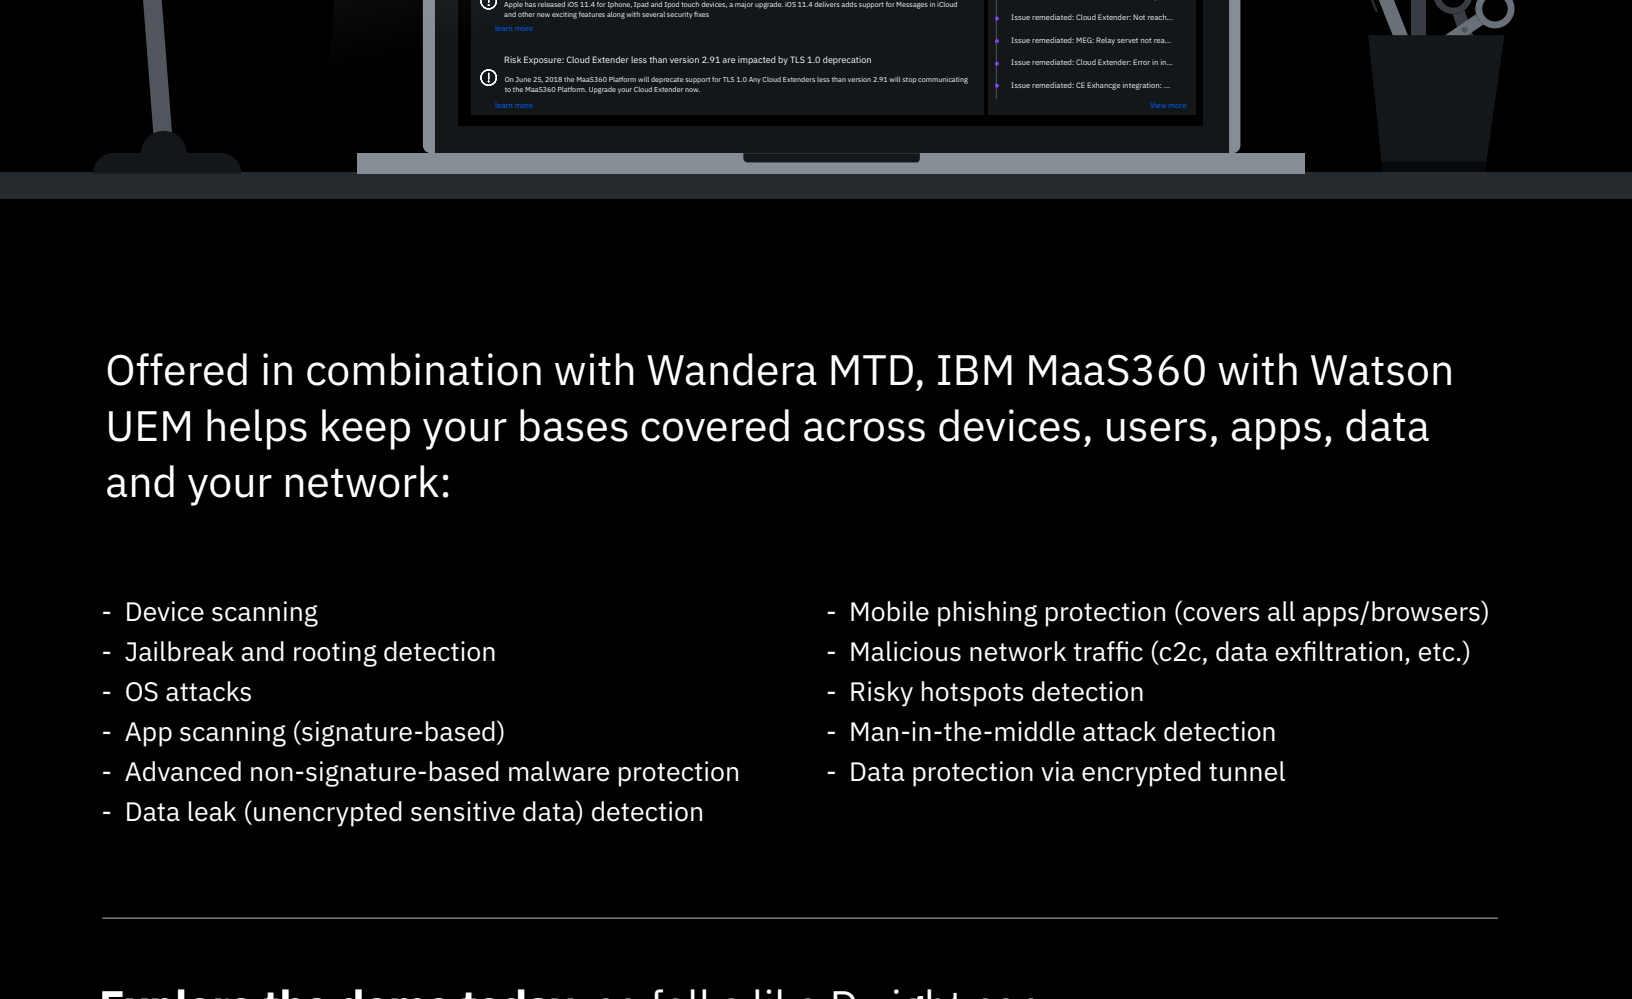 Apple has released iOS 11.4 for Iphone, Ipad and Ipod touch devices, a major upgrade. iOS 11.4 delivers adds support for Messages in iCloud
and other new exciting features along with several security fixes
learn more
Risk Exposure: Cloud Extender less than version 2.91 are impacted by TLS 1.0 deprecation
On June 25, 2018 the MaaS360 Platform will deprecate support for TLS 1.0 Any Cloud Extenders less than version 2.91 will stop communicating
to the MaaS360 Platform. Upgrade your Cloud Extender now.
learn more
Issue remediated: Cloud Extender: Not reach...
Issue remediated: MEG: Relay servet not rea...
Issue remediated: Cloud Extender: Error in in...
Issue remediated: CE Exhancge integration: ...
View more
Offered in combination with Wandera MTD, IBM MaaS360 with Watson
UEM helps keep your bases covered across devices, users, apps, data
and your network:
- Device scanning
- Jailbreak and rooting detection
- OS attacks
- App scanning (signature-based)
- Advanced non-signature-based malware protection
- Data leak (unencrypted sensitive data) detection
- Mobile phishing protection (covers all apps/browsers)
- Malicious network traffic (c2c, data exfiltration, etc.)
- Risky hotspots detection
- Man-in-the-middle attack detection
- Data protection via encrypted tunnel
Explore the demo today, so folks like Dwight can